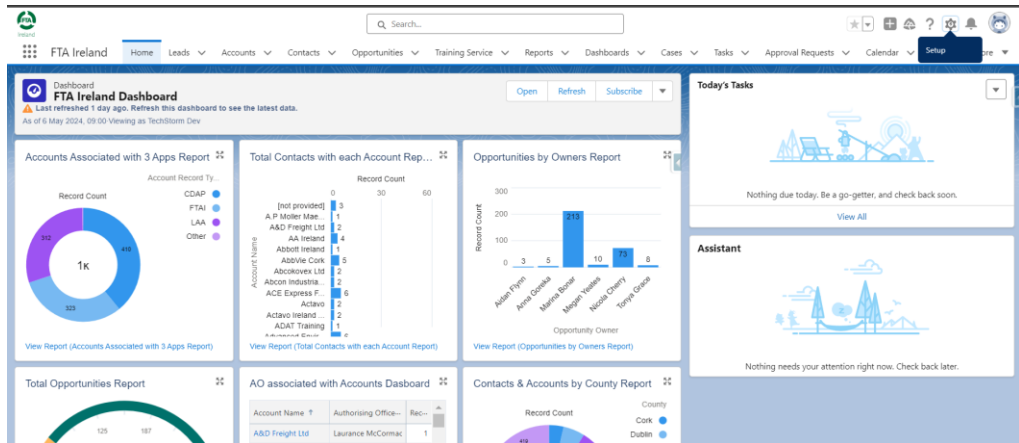 FTA
Ireland
Search...
Setup
FTA Ireland
Home
Leads
Accounts
Contacts
Opportunities
Training Service
Reports
Dashboards
Cases
Tasks
Approval Requests
Calendar
Dashboard
FTA Ireland Dashboard
Last refreshed 1 day ago. Refresh this dashboard to see the latest data.
As of 6 May 2024, 09:00 Viewing as TechStorm Dev
Open
Refresh
Subscribe
Accounts Associated with 3 Apps Report
Account Record Ty...
Record Count
CDAP
FTAI
LAA
Other
312
419
1K
323
View Report (Accounts Associated with 3 Apps Report)
Total Contacts with each Account Rep...
Record Count
0 30 60
Account Name
[not provided] 3
A.P Moller Mae... 1
A&D Freight Ltd 2
AA Ireland 4
Abbott Ireland 1
AbbVie Cork 5
Abcokovex Ltd 2
Abcon Industria... 2
ACE Express F... 6
Actavo 2
Actavo Ireland ... 2
ADAT Training 1
View Report (Total Contacts with each Account Report)
Opportunities by Owners Report
Record Count
300
200
100
0
3 5 213 10 73 8
Aidan Flynn
Anna Goreka
Marina Bonar
Megan Yeates
Nicola Cherry
Tonya Grace
Opportunity Owner
View Report (Opportunities by Owners Report)
Today's Tasks
Nothing due today. Be a go-getter, and check back soon.
View All
Assistant
Nothing needs your attention right now. Check back later.
Total Opportunities Report
125 187
AO associated with Accounts Dasboard
Account Name ↑ Authorising Office-- Rec--
A&D Freight Ltd Laurance McCormac 1
Contacts & Accounts by County Report
County
Record Count
Cork
Dublin